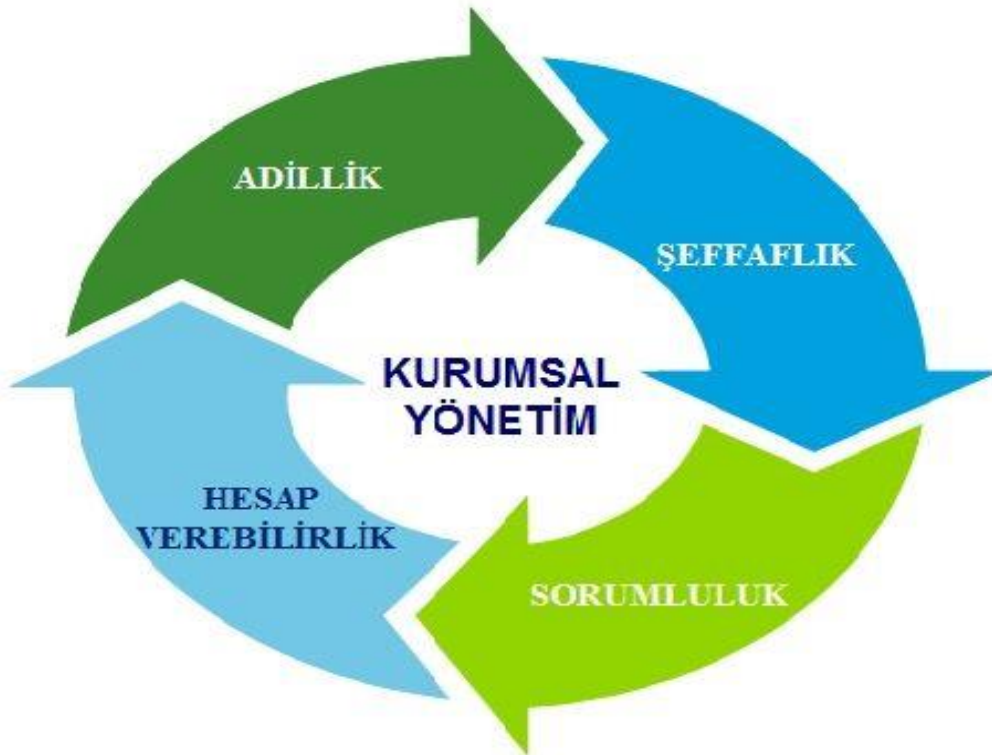 ADİLLİK
ŞEFFAFLIK
KURUMSAL
YÖNETİM
HESAP
VEREBİLİRLİK
SORUMLULUK